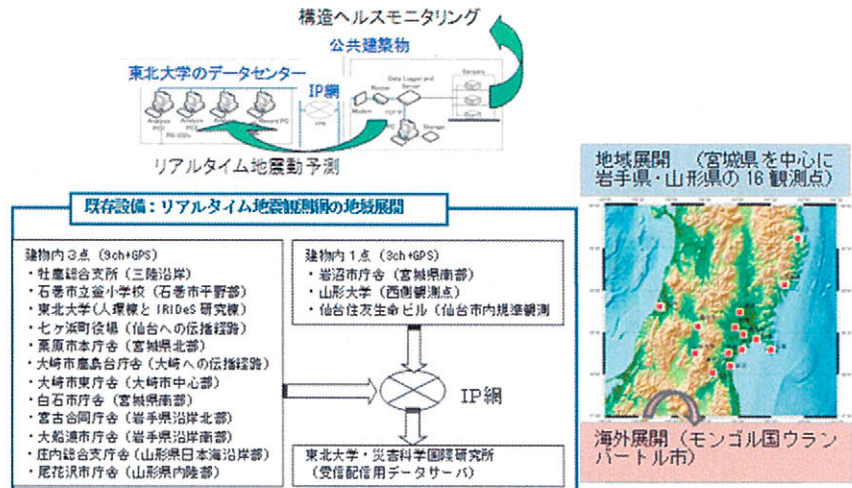 構造ヘルスモニタリング
公共建築物
東北大学のデータセンター
IP網
Data Logger and
Server
Sensors
Router
Modem
Storage
リアルタイム地震動予測
既存設備：リアルタイム地震観測網の地域展開
建物内3点（9ch+GPS）
・牡鹿総合支所（三陸沿岸）
・石巻市立釜小学校（石巻市平野部）
・東北大学(人環棟とIRIDeS研究棟）
・七ヶ浜町役場（仙台への伝播経路）
・栗原市本庁舎（宮城県北部）
・大崎市鹿島台庁舎（大崎への伝播経路）
・大崎市東庁舎（大崎市中心部）
・白石市庁舎（宮城県南部）
・宮古合同庁舎（岩手県沿岸北部）
・大船渡市庁舎（岩手県沿岸南部）
・庄内総合支庁舎（山形県日本海沿岸部）
・尾花沢市庁舎（山形県内陸部）
建物内1点（3ch+GPS）
・岩沼市庁舎（宮城県南部）
・山形大学（西側観測点）
・仙台住友生命ビル（仙台市内規準観測
IP網
東北大学・災害科学国際研究所
（受信配信用データサーバ）
地域展開　（宮城県を中心に
岩手県・山形県の16観測点）
海外展開（モンゴル国ウラン
バートル市）